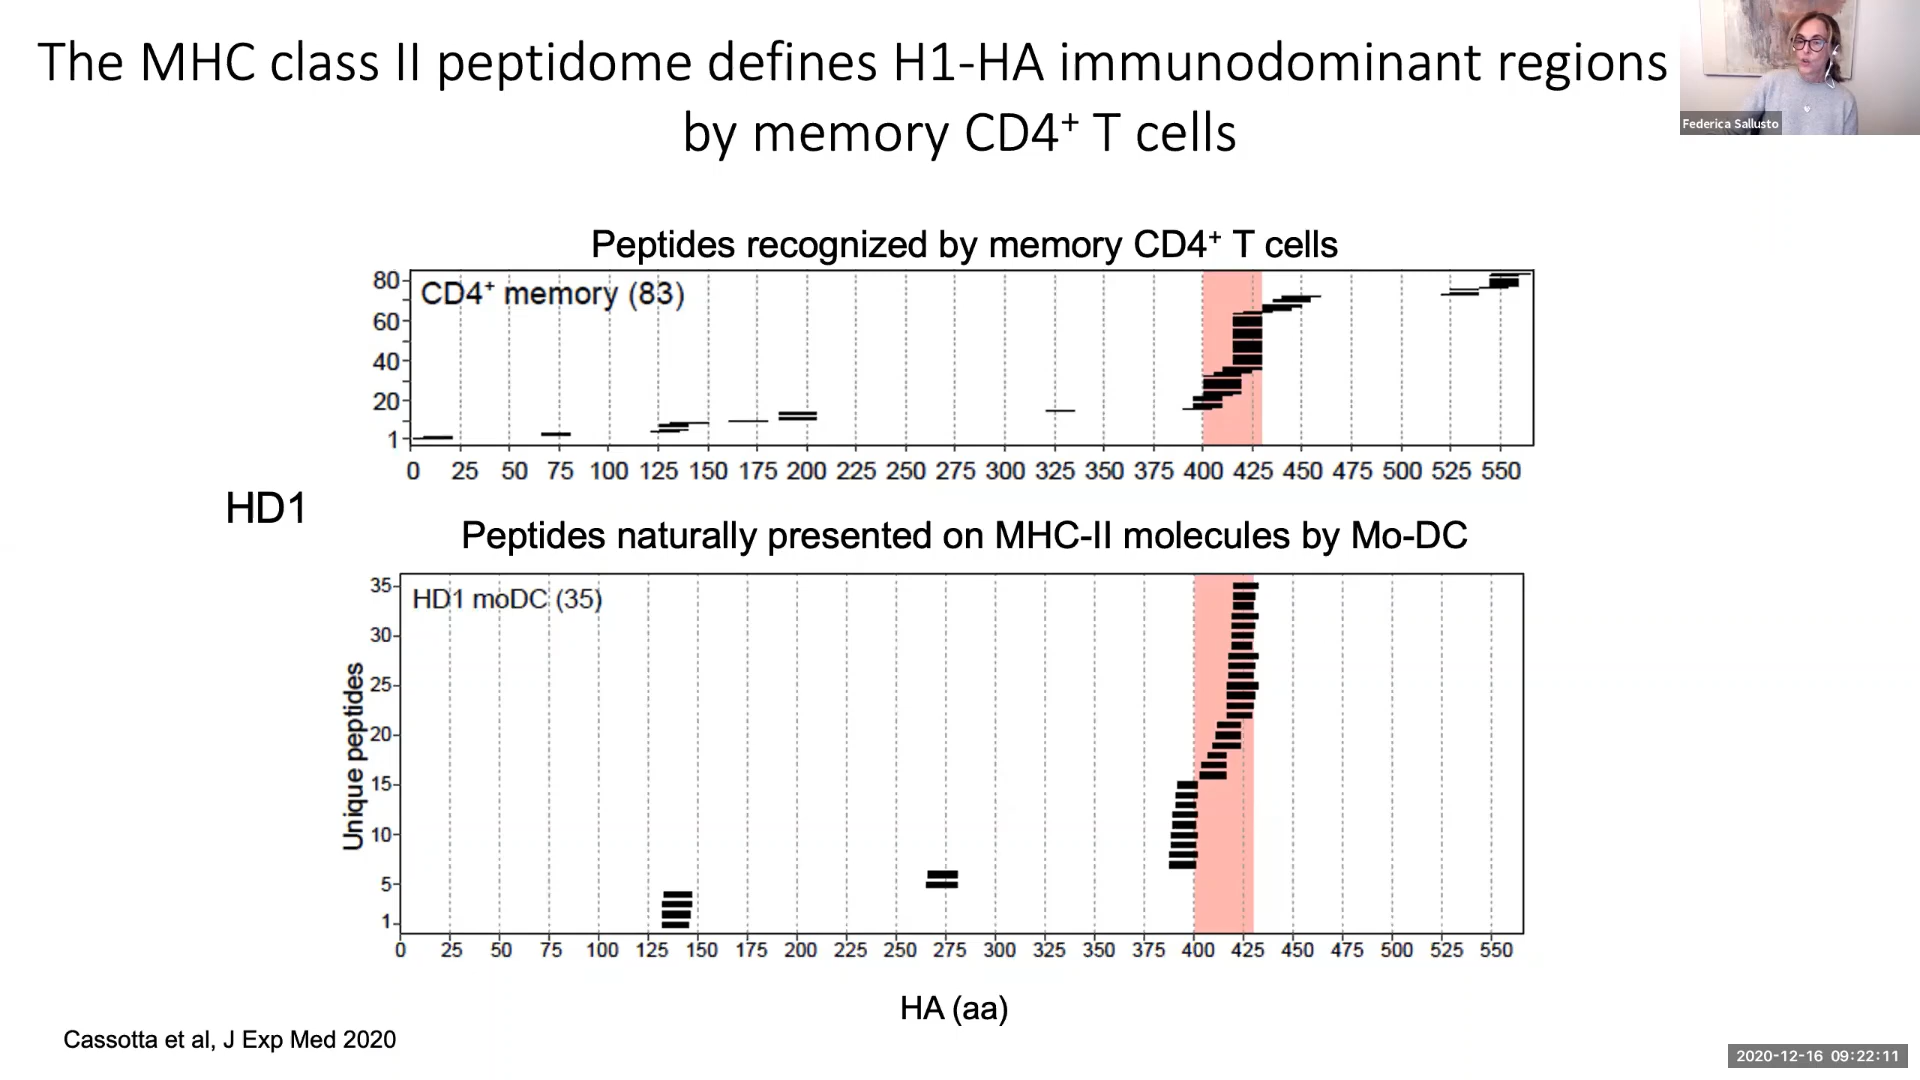 The MHC class II peptidome defines H1-HA immunodominant regions
by memory CD4⁺ T cells
Federica Sallusto
Peptides recognized by memory CD4⁺ T cells
CD4⁺ memory (83)
80
60
40
20
1
0 25 50 75 100 125 150 175 200 225 250 275 300 325 350 375 400 425 450 475 500 525 550
HD1
Peptides naturally presented on MHC-II molecules by Mo-DC
HD1 moDC (35)
Unique peptides
35
30
25
20
15
10
5
1
0 25 50 75 100 125 150 175 200 225 250 275 300 325 350 375 400 425 450 475 500 525 550
HA (aa)
Cassotta et al, J Exp Med 2020
2020-12-16 09:22:11